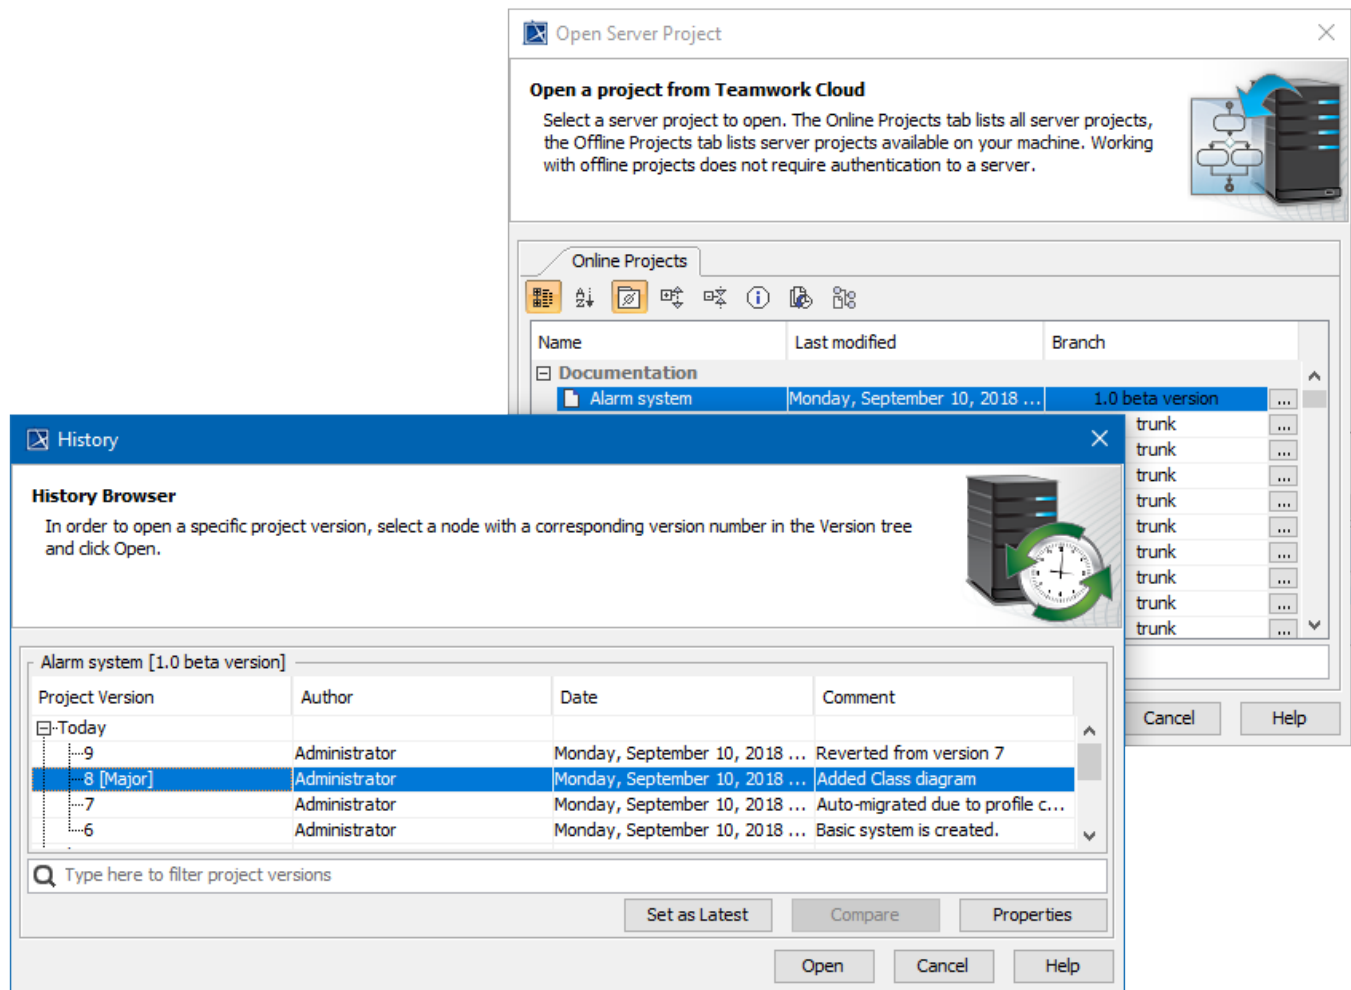 Open Server Project
Open a project from Teamwork Cloud
Select a server project to open. The Online Projects tab lists all server projects,
the Offline Projects tab lists server projects available on your machine. Working
with offline projects does not require authentication to a server.
Online Projects
Name Last modified Branch
Documentation
Alarm system Monday, September 10, 2018 ... 1.0 beta version ...
trunk ...
trunk ...
trunk ...
trunk ...
trunk ...
trunk ...
trunk ...
trunk ...
trunk ...
Cancel Help
History
History Browser
In order to open a specific project version, select a node with a corresponding version number in the Version tree
and click Open.
Alarm system [1.0 beta version]
Project Version Author Date Comment
Today
9 Administrator Monday, September 10, 2018 ... Reverted from version 7
8 [Major] Administrator Monday, September 10, 2018 ... Added Class diagram
7 Administrator Monday, September 10, 2018 ... Auto-migrated due to profile c...
6 Administrator Monday, September 10, 2018 ... Basic system is created.
Type here to filter project versions
Set as Latest Compare Properties
Open Cancel Help